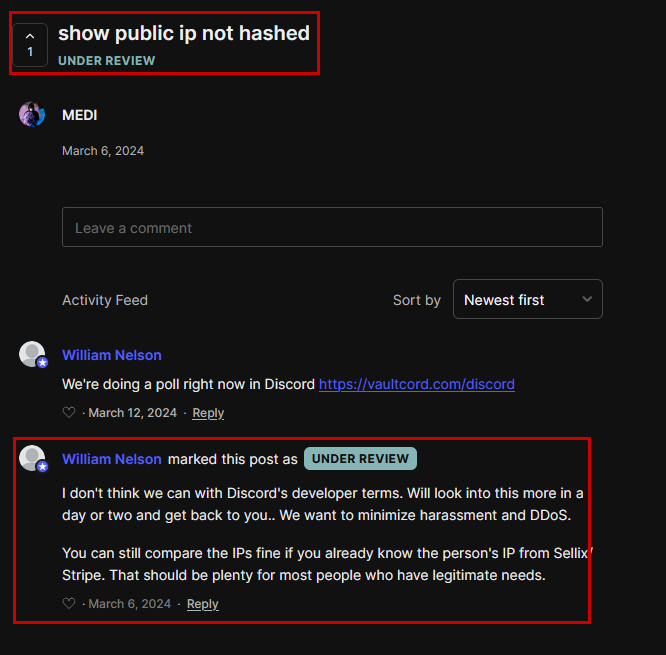 show public ip not hashed
1
UNDER REVIEW
MEDI
March 6, 2024
Leave a comment
Activity Feed
Sort by
Newest first
William Nelson
We're doing a poll right now in Discord https://vaultcord.com/discord
· March 12, 2024 · Reply
William Nelson marked this post as UNDER REVIEW
I don't think we can with Discord's developer terms. Will look into this more in a
day or two and get back to you.. We want to minimize harassment and DDoS.
You can still compare the IPs fine if you already know the person's IP from Sellix/
Stripe. That should be plenty for most people who have legitimate needs.
· March 6, 2024 · Reply